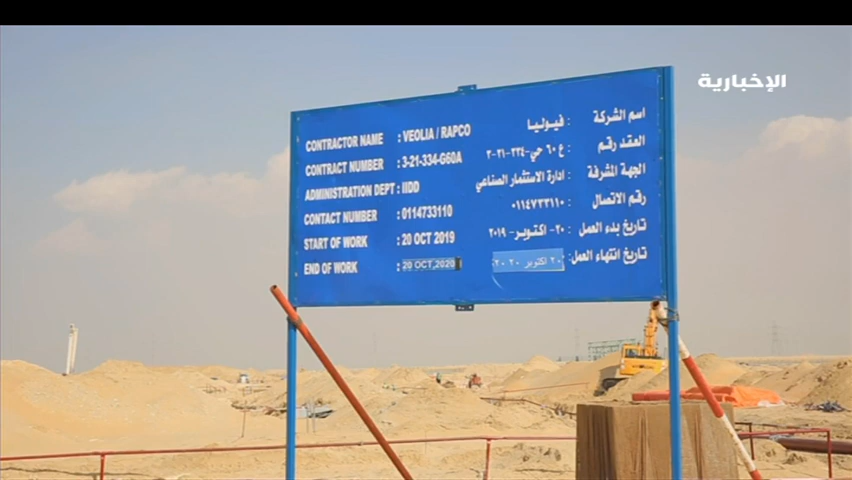 الإخبارية
CONTRACTOR NAME : VEOLIA / RAPCO
CONTRACT NUMBER : 3-21-334-G60A
ADMINISTRATION DEPT : IIDD
CONTACT NUMBER : 0114733110
START OF WORK : 20 OCT 2019
END OF WORK : 20 OCT,2020
اسم الشركة : فيوليا
العقد رقم : ع ٦٠ جي-٣٣٤-٢١-٣
الجهة المشرفة : ادارة الاستثمار الصناعي
رقم الاتصال : ٠١١٤٧٣٣١١٠
تاريخ بدء العمل : ٢٠- اكتوبر- ٢٠١٩
تاريخ انتهاء العمل: ٢٠ اكتوبر ٢٠٢٠